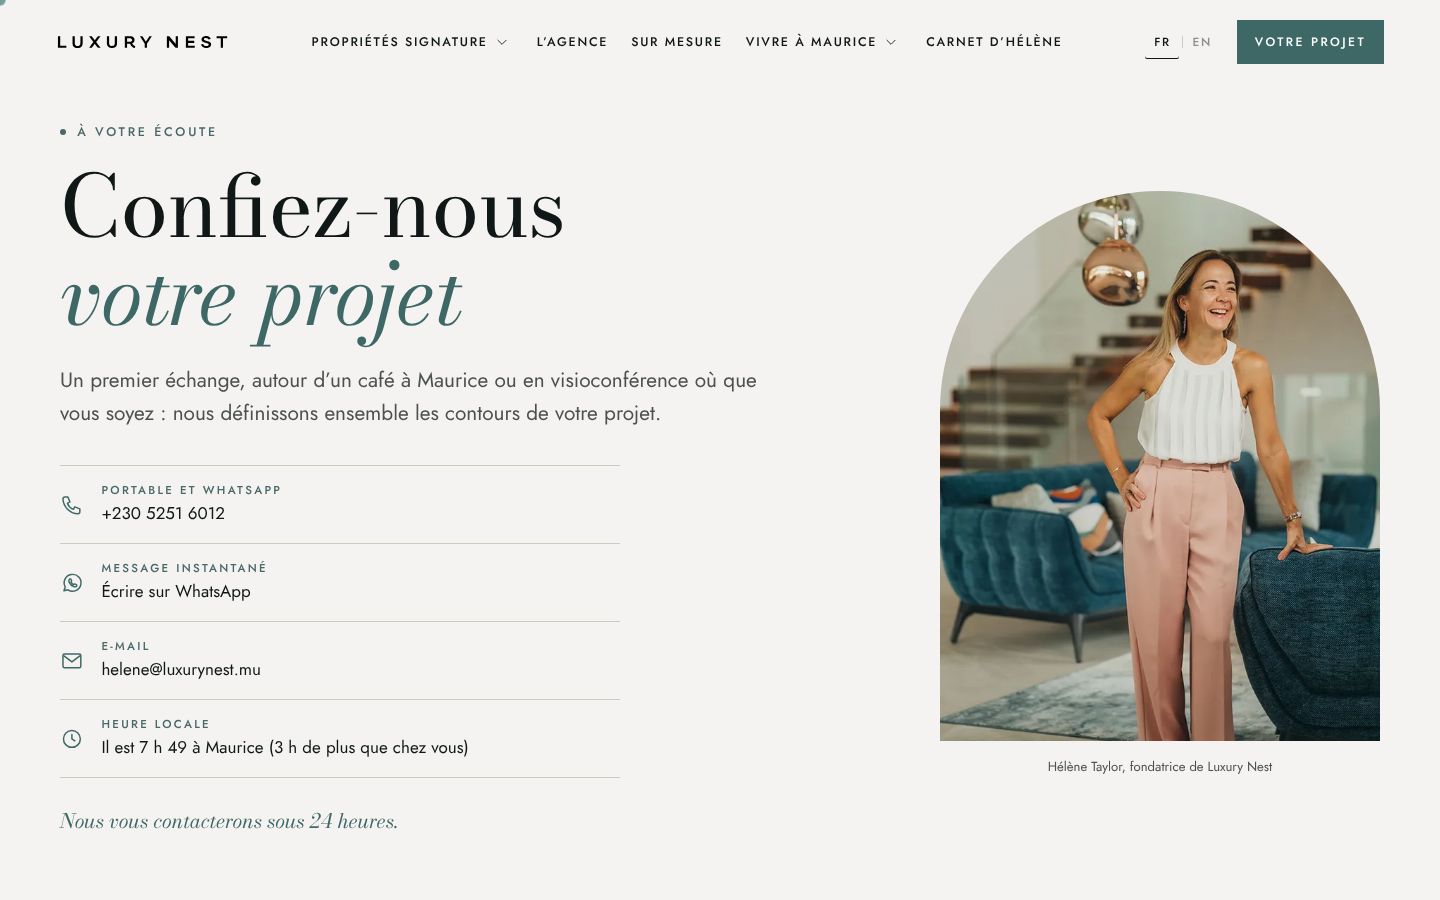 LUXURY NEST
PROPRIÉTÉS SIGNATURE
L’AGENCE
SUR MESURE
VIVRE À MAURICE
CARNET D’HÉLÈNE
FR
EN
VOTRE PROJET
À VOTRE ÉCOUTE
Confiez-nous
votre projet
Un premier échange, autour d’un café à Maurice ou en visioconférence où que
vous soyez : nous définissons ensemble les contours de votre projet.
PORTABLE ET WHATSAPP
+230 5251 6012
MESSAGE INSTANTANÉ
Écrire sur WhatsApp
E-MAIL
helene@luxurynest.mu
HEURE LOCALE
Il est 7 h 49 à Maurice (3 h de plus que chez vous)
Nous vous contacterons sous 24 heures.
Hélène Taylor, fondatrice de Luxury Nest